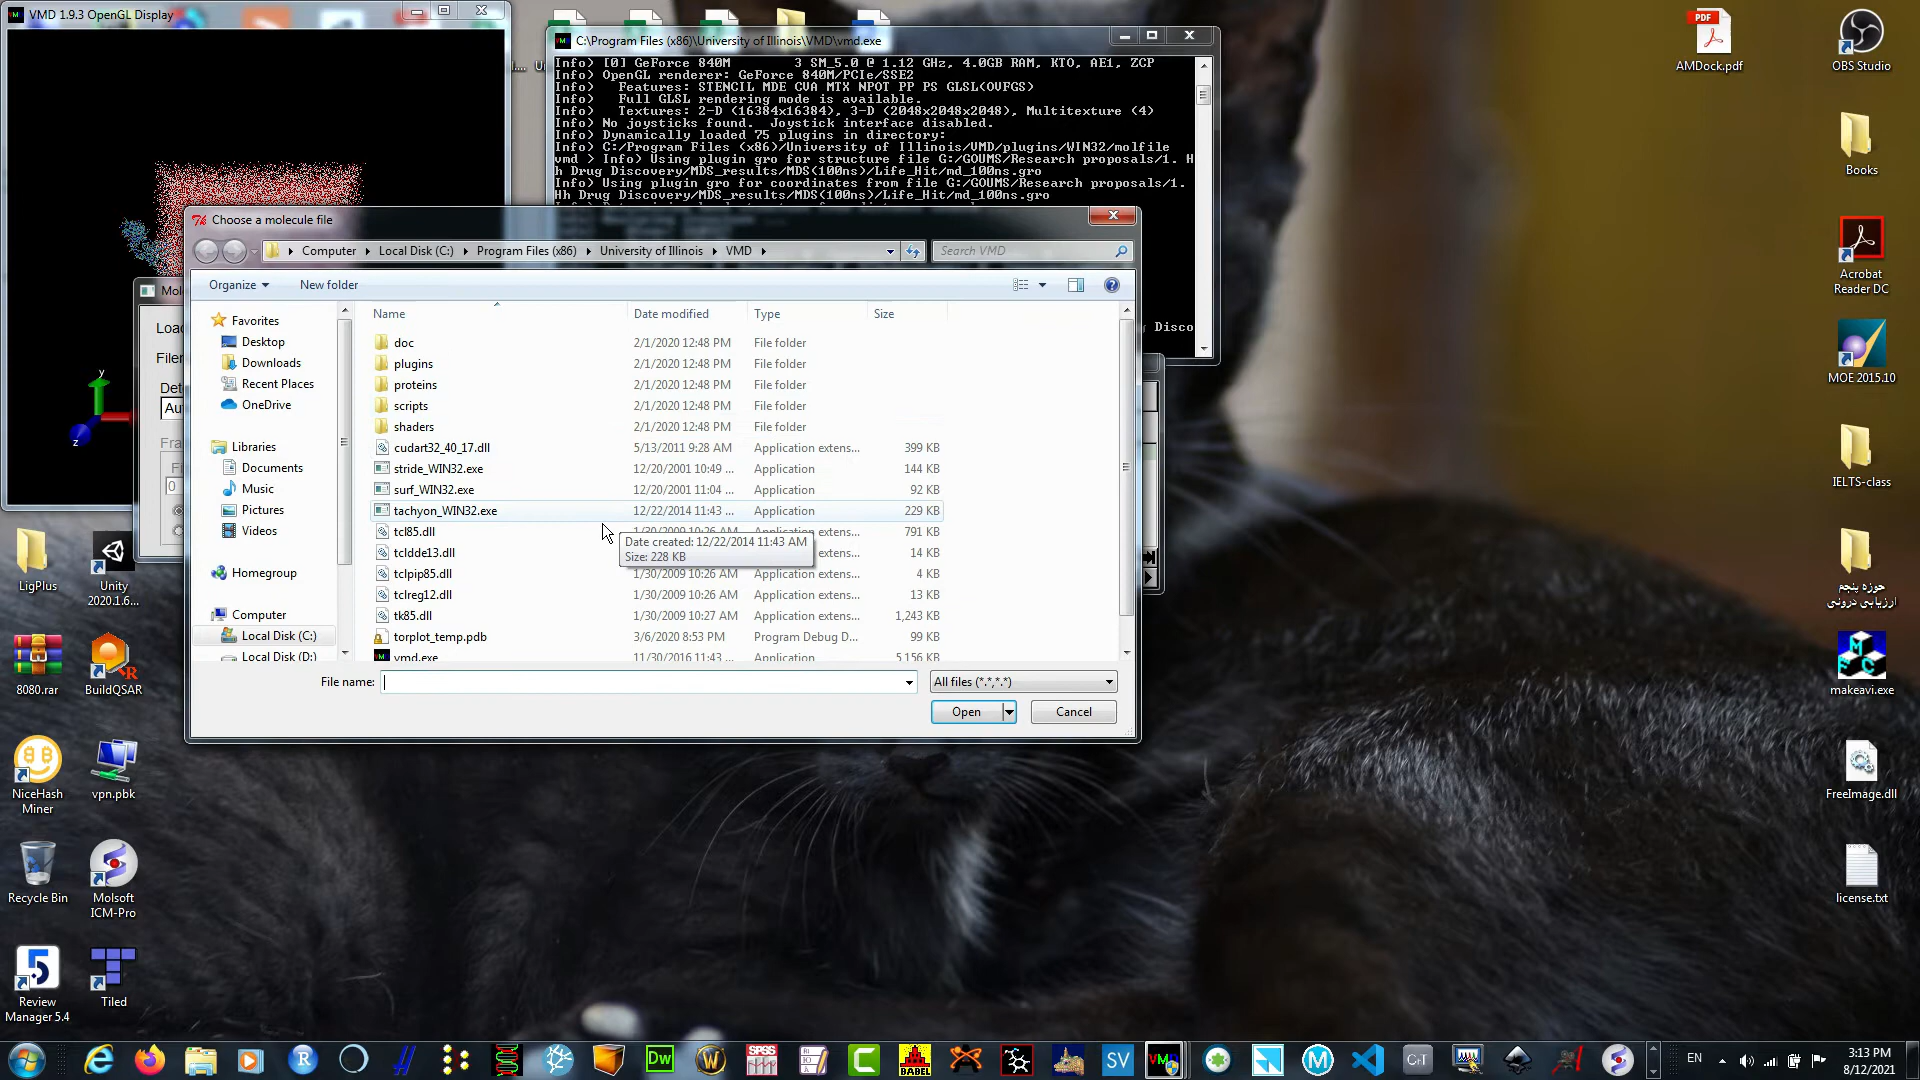 VMD 1.9.3 OpenGL Display
C:\Program Files (x86)\University of Illinois\VMD\vmd.exe
Info) [0] GeForce 840M 3 SM_5.0 @ 1.12 GHz, 4.0GB RAM, KTO, AE1, ZCP
Info) OpenGL renderer: GeForce 840M/PCIe/SSE2
Info) Features: STENCIL MDE CVA MTX NPOT PP PS GLSL(OVFGS)
Info) Full GLSL rendering mode is available.
Info) Textures: 2-D (16384x16384), 3-D (2048x2048x2048), Multitexture (4)
Info) No joysticks found. Joystick interface disabled.
Info) Dynamically loaded 75 plugins in directory:
Info) C:/Program Files (x86)/University of Illinois/VMD/plugins/WIN32/molfile
vmd > Info) Using plugin gro for structure file G:/GOUMS/Research proposals/1. H
h Drug Discovery/MDS_results/MDS(100ns)/Life_Hit/md_100ns.gro
Info) Using plugin gro for coordinates from file G:/GOUMS/Research proposals/1.
Hh Drug Discovery/MDS_results/MDS(100ns)/Life_Hit/md_100ns.gro
Disco
Choose a molecule file
Computer
Local Disk (C:)
Program Files (x86)
University of Illinois
VMD
Search VMD
Organize
New folder
Name
Date modified
Type
Size
Favorites
Desktop
Downloads
Recent Places
OneDrive
Libraries
Documents
Music
Pictures
Videos
Homegroup
Computer
Local Disk (C:)
Local Disk (D:)
doc 2/1/2020 12:48 PM File folder
plugins 2/1/2020 12:48 PM File folder
proteins 2/1/2020 12:48 PM File folder
scripts 2/1/2020 12:48 PM File folder
shaders 2/1/2020 12:48 PM File folder
cudart32_40_17.dll 5/13/2011 9:28 AM Application extens... 399 KB
stride_WIN32.exe 12/20/2001 10:49 ... Application 144 KB
surf_WIN32.exe 12/20/2001 11:04 ... Application 92 KB
tachyon_WIN32.exe 12/22/2014 11:43 ... Application 229 KB
tcl85.dll 1/30/2009 10:26 AM Application extens... 791 KB
tcldde13.dll extens... 14 KB
tclpip85.dll 1/30/2009 10:26 AM Application extens... 4 KB
tclreg12.dll 1/30/2009 10:26 AM Application extens... 13 KB
tk85.dll 1/30/2009 10:27 AM Application extens... 1,243 KB
torplot_temp.pdb 3/6/2020 8:53 PM Program Debug D... 99 KB
vmd.exe 11/30/2016 11:43 ... Application 5,156 KB
Date created: 12/22/2014 11:43 AM
Size: 228 KB
File name:
All files (*.*,*.*)
Open
Cancel
Mol
Load
Filen
Det
Au
Fra
0
y
z
AMDock.pdf
OBS Studio
Books
Acrobat
Reader DC
MOE 2015.10
IELTS-class
حوزه پنجم
ارزیابی درونی
makeavi.exe
FreeImage.dll
license.txt
LigPlus
Unity
2020.1.6...
8080.rar
BuildQSAR
NiceHash
Miner
vpn.pbk
Recycle Bin
Molsoft
ICM-Pro
Review
Manager 5.4
Tiled
EN
3:13 PM
8/12/2021